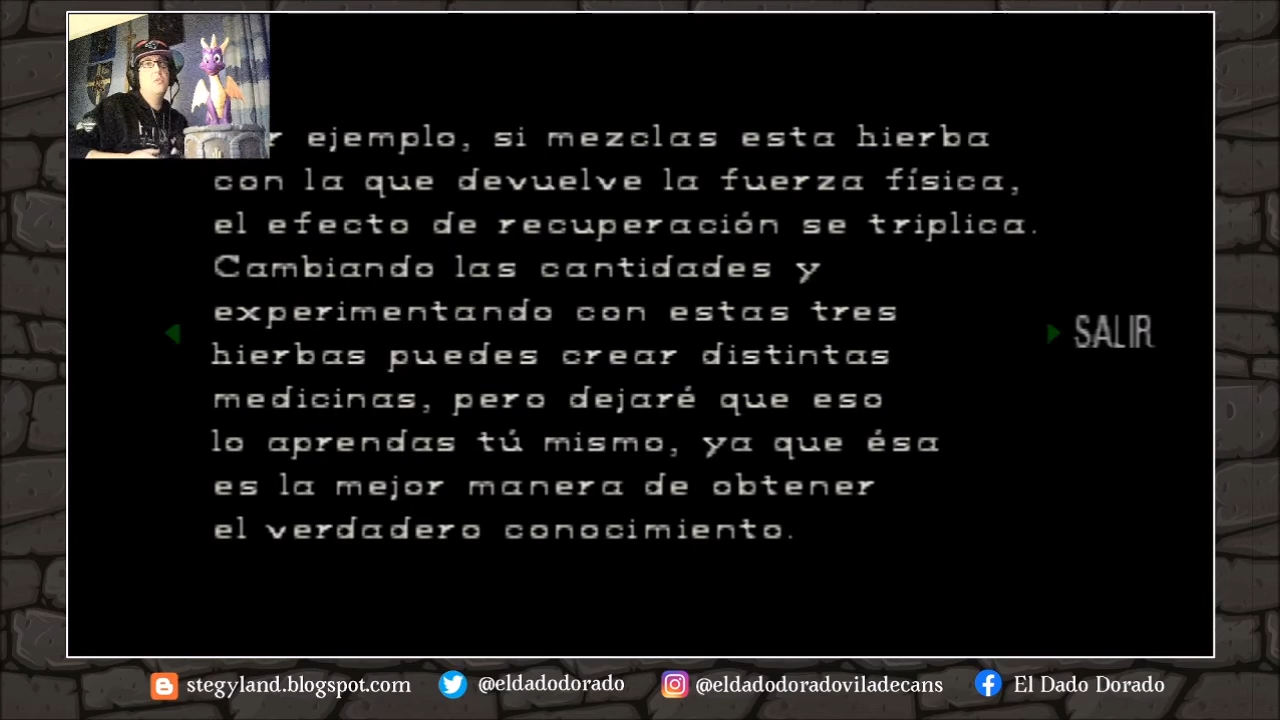 ejemplo, si mezclas esta hierba
con la que devuelve la fuerza física,
el efecto de recuperación se triplica.
Cambiando las cantidades y
experimentando con estas tres
hierbas puedes crear distintas
medicinas, pero dejaré que eso
lo aprendas tú mismo, ya que ésa
es la mejor manera de obtener
el verdadero conocimiento.
SALIR
stegyland.blogspot.com
@eldadodorado
@eldadodoradoviladecans
El Dado Dorado